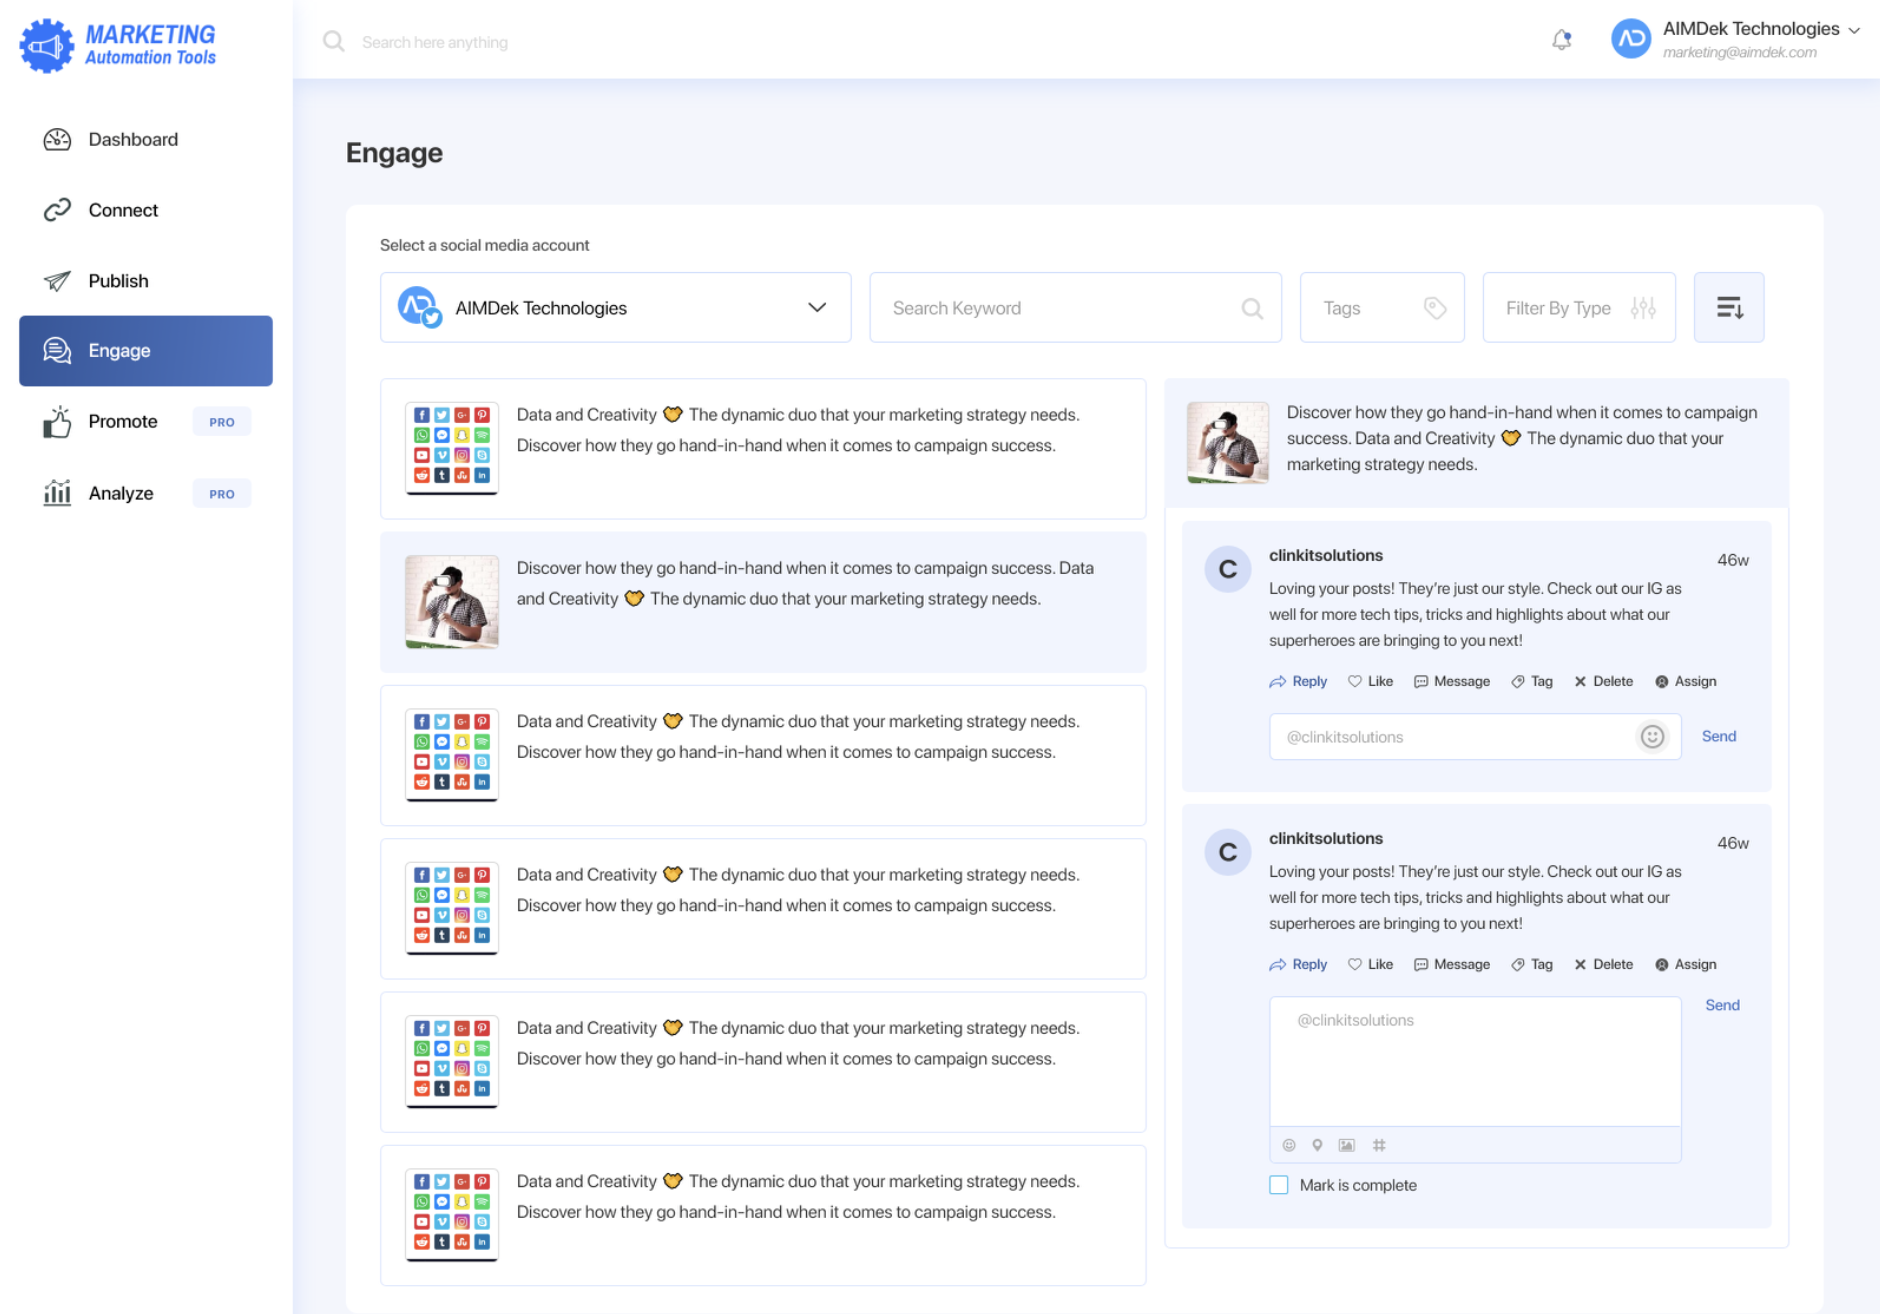 MARKETING
Automation Tools
Search here anything
AIMDek Technologies
marketing@aimdek.com
Dashboard
Connect
Publish
Engage
Promote PRO
Analyze PRO
Engage
Select a social media account
AIMDek Technologies
Search Keyword
Tags
Filter By Type
Data and Creativity 🤝 The dynamic duo that your marketing strategy needs.
Discover how they go hand-in-hand when it comes to campaign success.
Discover how they go hand-in-hand when it comes to campaign success. Data
and Creativity 🤝 The dynamic duo that your marketing strategy needs.
Data and Creativity 🤝 The dynamic duo that your marketing strategy needs.
Discover how they go hand-in-hand when it comes to campaign success.
Data and Creativity 🤝 The dynamic duo that your marketing strategy needs.
Discover how they go hand-in-hand when it comes to campaign success.
Data and Creativity 🤝 The dynamic duo that your marketing strategy needs.
Discover how they go hand-in-hand when it comes to campaign success.
Data and Creativity 🤝 The dynamic duo that your marketing strategy needs.
Discover how they go hand-in-hand when it comes to campaign success.
Discover how they go hand-in-hand when it comes to campaign
success. Data and Creativity 🤝 The dynamic duo that your
marketing strategy needs.
C
clinkitsolutions
46w
Loving your posts! They're just our style. Check out our IG as
well for more tech tips, tricks and highlights about what our
superheroes are bringing to you next!
Reply Like Message Tag Delete Assign
@clinkitsolutions
Send
C
clinkitsolutions
46w
Loving your posts! They're just our style. Check out our IG as
well for more tech tips, tricks and highlights about what our
superheroes are bringing to you next!
Reply Like Message Tag Delete Assign
Send
@clinkitsolutions
Mark is complete